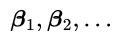 𝜷₁, 𝜷₂, . . .